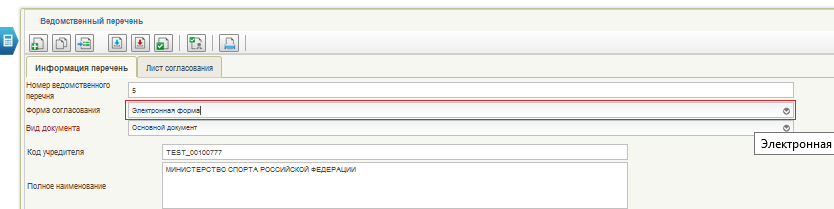 Ведомственный перечень
Информация перечень
Лист согласования
Номер ведомственного перечня
5
Форма согласования
Электронная форма
Вид документа
Основной документ
Электронная
Код учредителя
TEST_00100777
Полное наименование
МИНИСТЕРСТВО СПОРТА РОССИЙСКОЙ ФЕДЕРАЦИИ